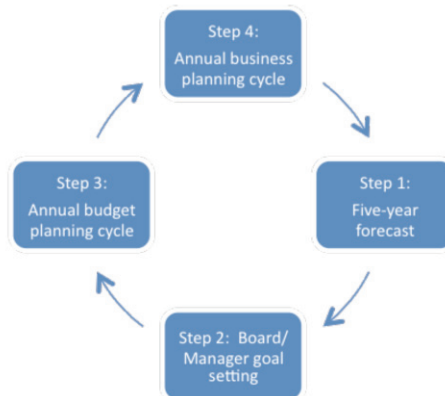 Step 4:
Annual business
planning cycle
Step 3:
Annual budget
planning cycle
Step 1:
Five-year
forecast
Step 2:  Board/
Manager goal
setting